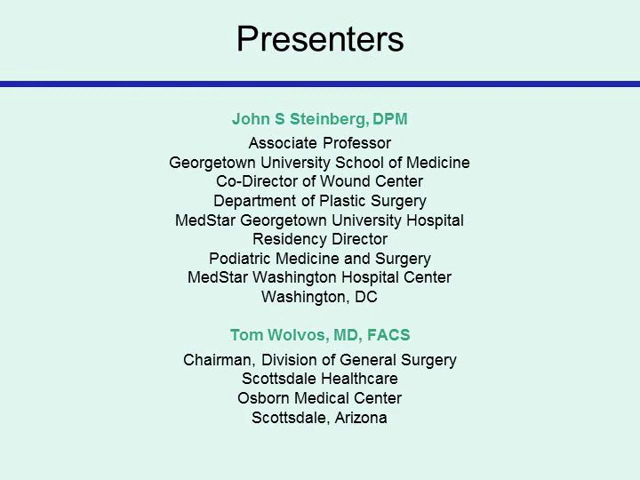 Presenters
John S Steinberg, DPM
Associate Professor
Georgetown University School of Medicine
Co-Director of Wound Center
Department of Plastic Surgery
MedStar Georgetown University Hospital
Residency Director
Podiatric Medicine and Surgery
MedStar Washington Hospital Center
Washington, DC
Tom Wolvos, MD, FACS
Chairman, Division of General Surgery
Scottsdale Healthcare
Osborn Medical Center
Scottsdale, Arizona